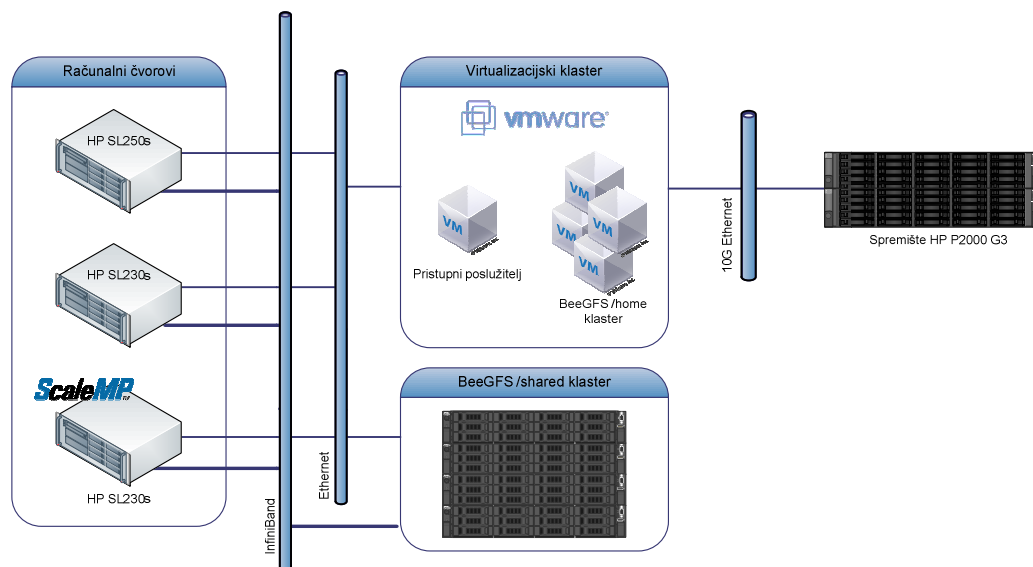 Računalni čvorovi
HP SL250s
HP SL230s
ScaleMP
HP SL230s
InfiniBand
Ethernet
Virtualizacijski klaster
vmware
VM
Pristupni poslužitelj
VM
VM
VM
VM
BeeGFS /home
klaster
BeeGFS /shared klaster
10G Ethernet
Spremište HP P2000 G3